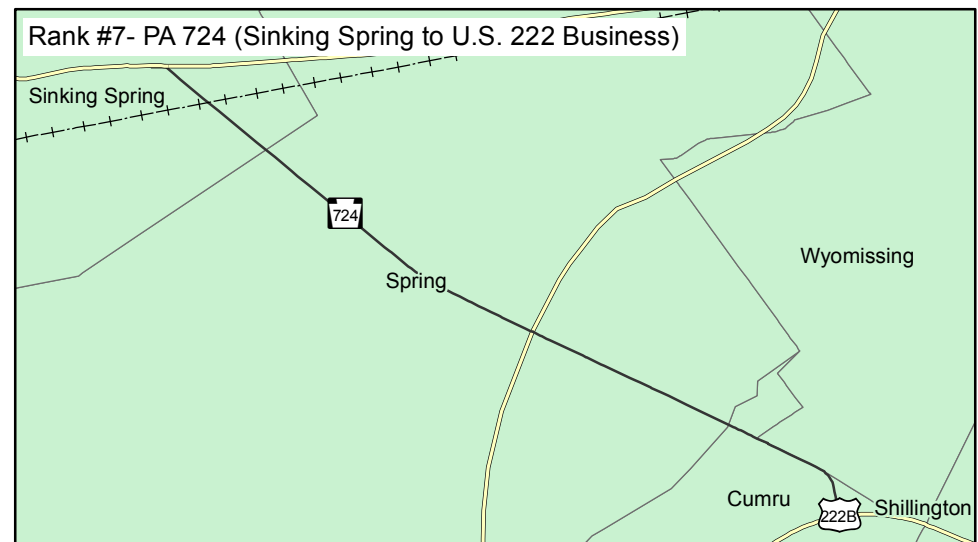 Rank #7- PA 724 (Sinking Spring to U.S. 222 Business)
Sinking Spring
724
Wyomissing
Spring
Cumru
222B
Shillington